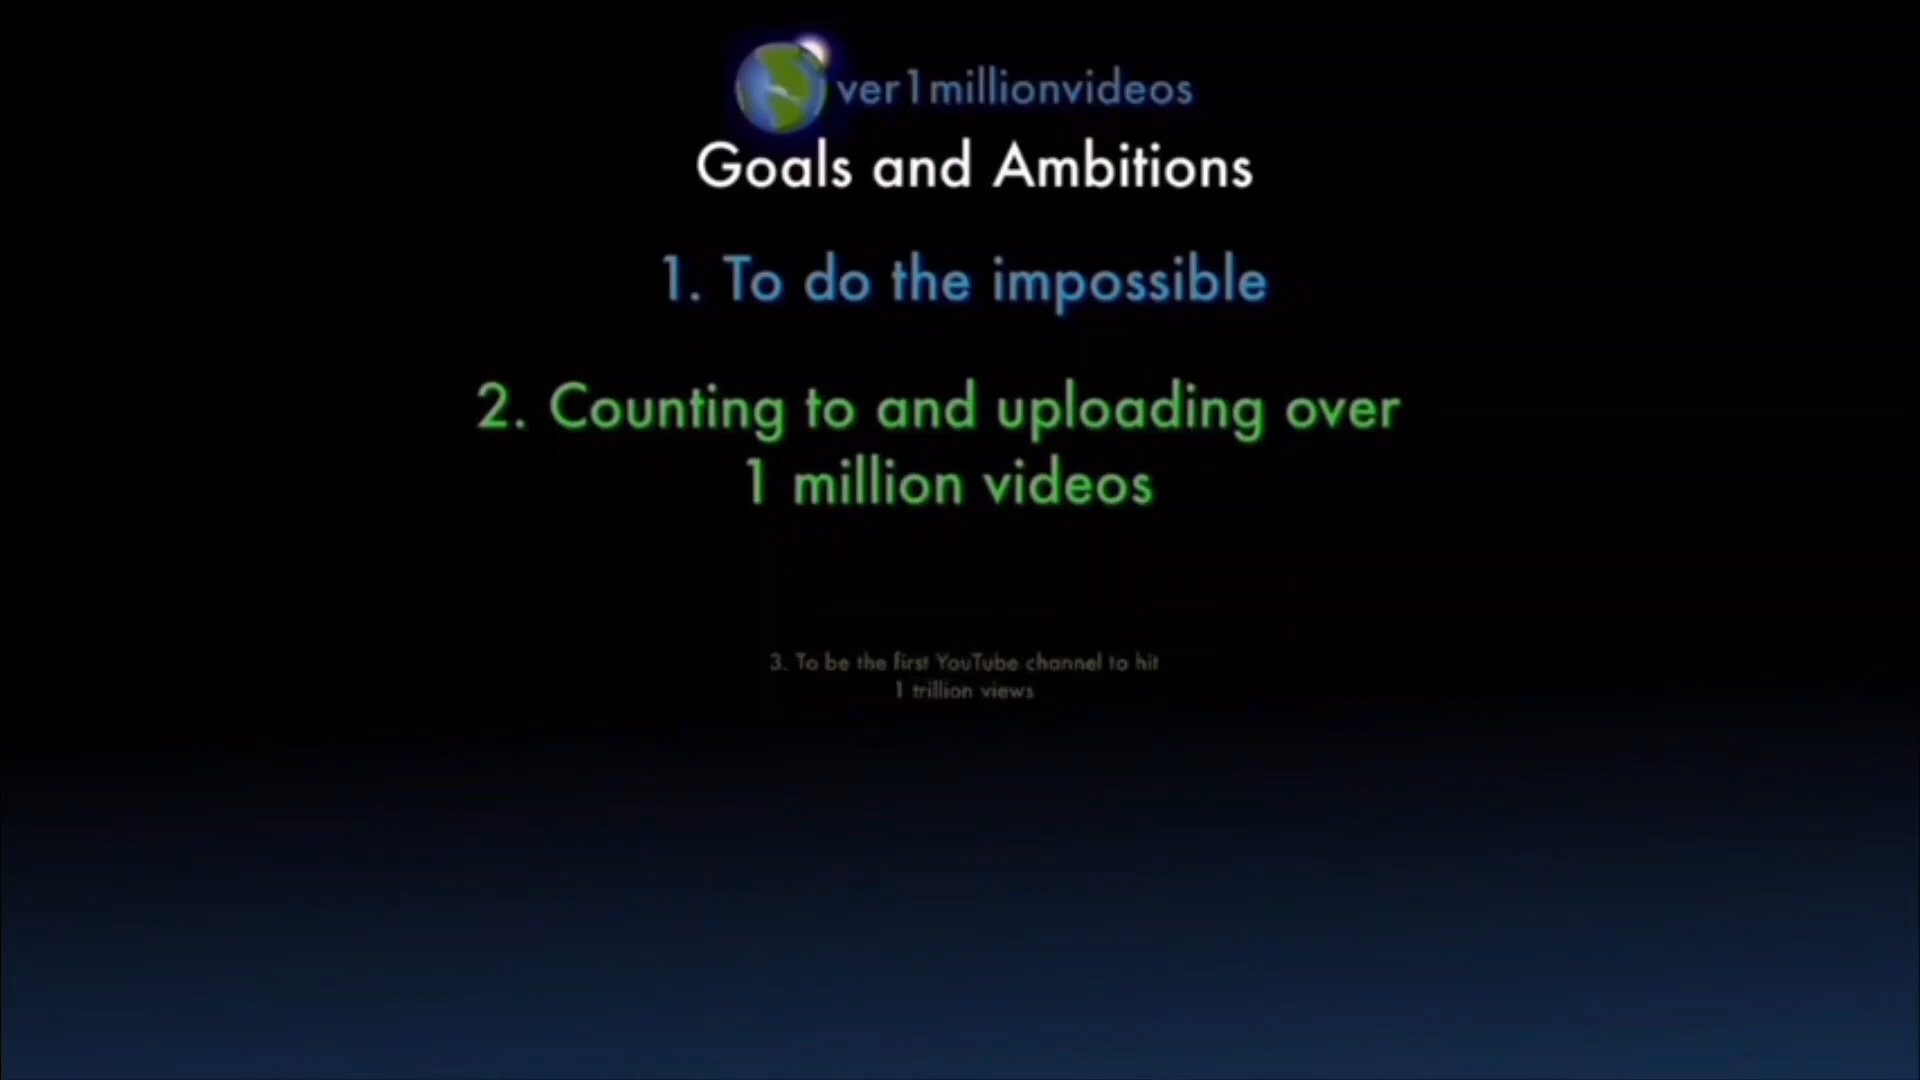 ver1millionvideos
Goals and Ambitions
1. To do the impossible
2. Counting to and uploading over
1 million videos
3. To be the first YouTube channel to hit
1 trillion views